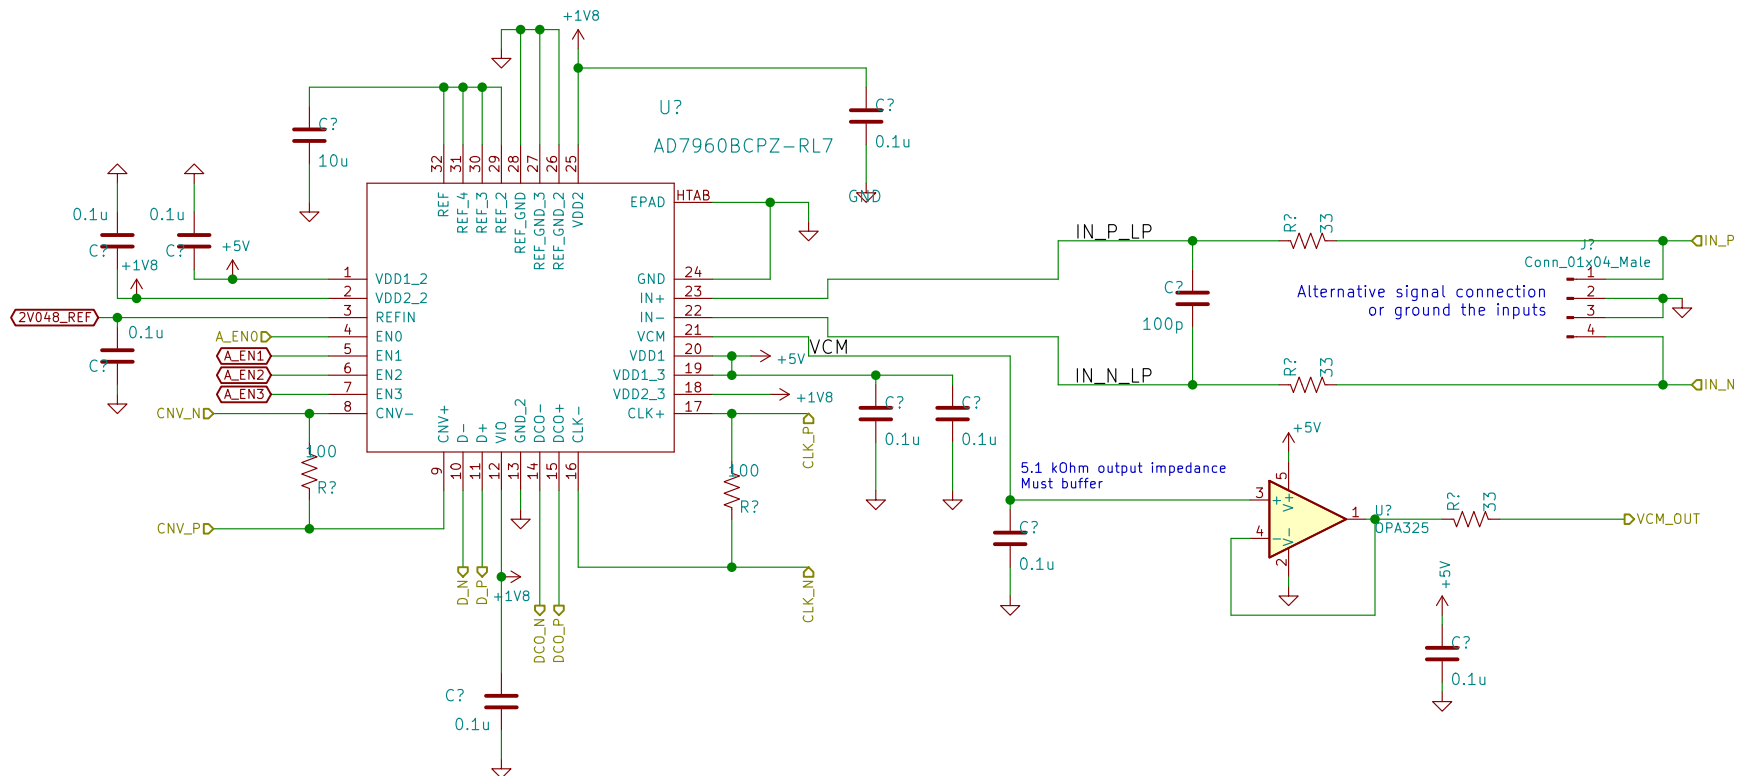 +1V8
U?
AD7960BCPZ-RL7
C?
10u
C?
0.1u
GND
32
31
30
29
28
27
26
25
REF
REF_4
REF_3
REF_2
REF_GND
REF_GND_3
REF_GND_2
VDD2
EPAD
HTAB
0.1u
C?
0.1u
C?
+5V
+1V8
2V048_REF
0.1u
C?
A_EN0
A_EN1
A_EN2
A_EN3
CNV_N
CNV_P
1
VDD1_2
2
VDD2_2
3
REFIN
4
EN0
5
EN1
6
EN2
7
EN3
8
CNV-
GND
24
IN+
23
IN-
22
VCM
21
VDD1
20
VDD1_3
19
VDD2_3
18
CLK+
17
CNV+
D-
D+
VIO
GND_2
DCO-
DCO+
CLK-
9
10
11
12
13
14
15
16
100
R?
D_N
D_P
+1V8
DCO_N
DCO_P
C?
0.1u
VCM
+5V
+1V8
CLK_P
100
R?
CLK_N
C?
0.1u
C?
0.1u
IN_P_LP
R?
33
IN_P
J?
Conn_01x04_Male
1
2
3
4
Alternative signal connection
or ground the inputs
C?
100p
IN_N_LP
R?
33
IN_N
5.1 kOhm output impedance
Must buffer
C?
0.1u
+5V
5
3
+
V+
4
-
V-
2
1
U?
OPA325
R?
33
VCM_OUT
+5V
C?
0.1u